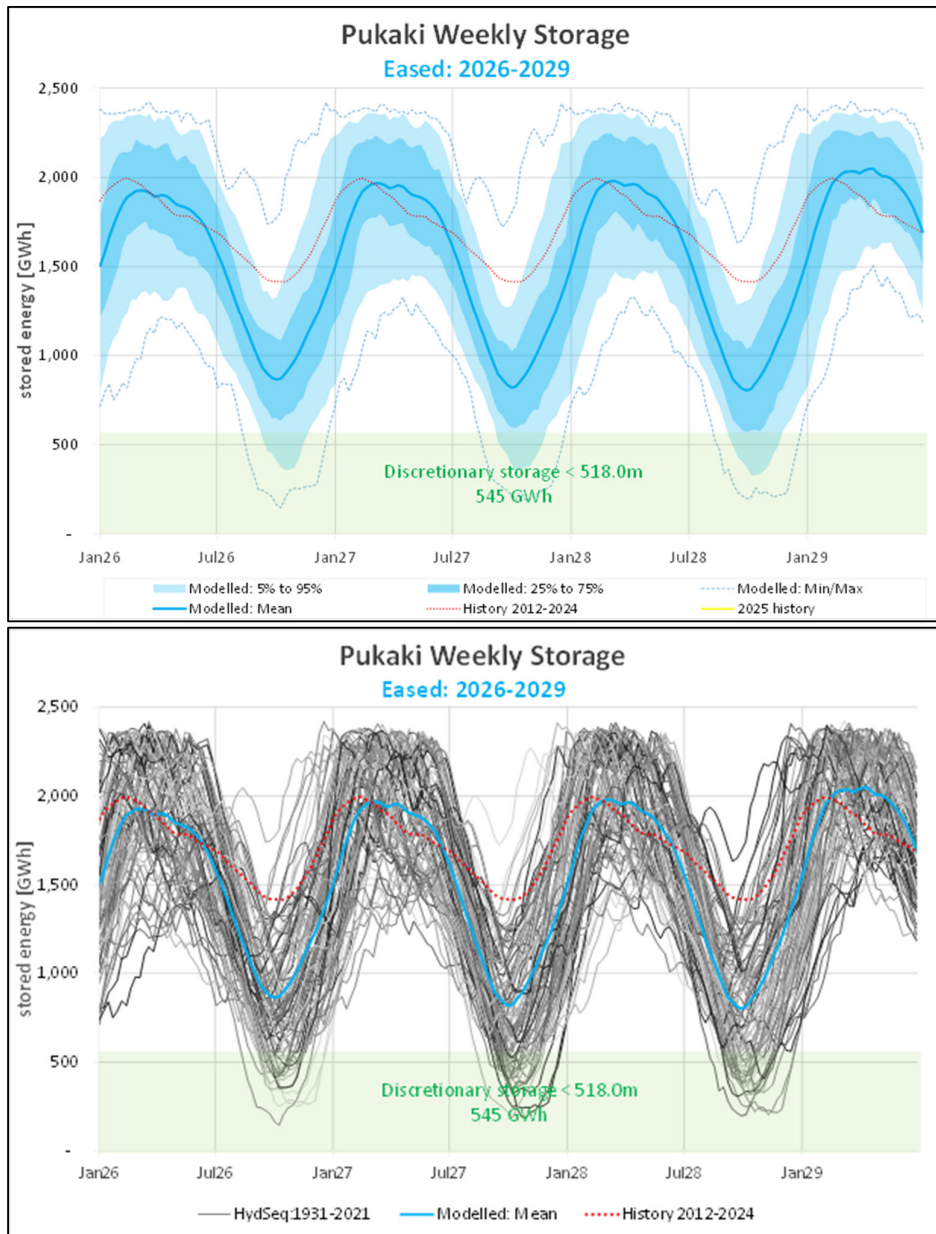 Pukaki Weekly Storage
Eased: 2026-2029
stored energy [GWh]
2,500
2,000
1,500
1,000
500
-
Discretionary storage < 518.0m
545 GWh
Jan26 Jul26 Jan27 Jul27 Jan28 Jul28 Jan29
Modelled: 5% to 95% Modelled: 25% to 75% Modelled: Min/Max
Modelled: Mean History 2012-2024 2025 history
Pukaki Weekly Storage
Eased: 2026-2029
stored energy [GWh]
2,500
2,000
1,500
1,000
500
-
Discretionary storage < 518.0m
545 GWh
Jan26 Jul26 Jan27 Jul27 Jan28 Jul28 Jan29
HydSeq:1931-2021 Modelled: Mean History 2012-2024